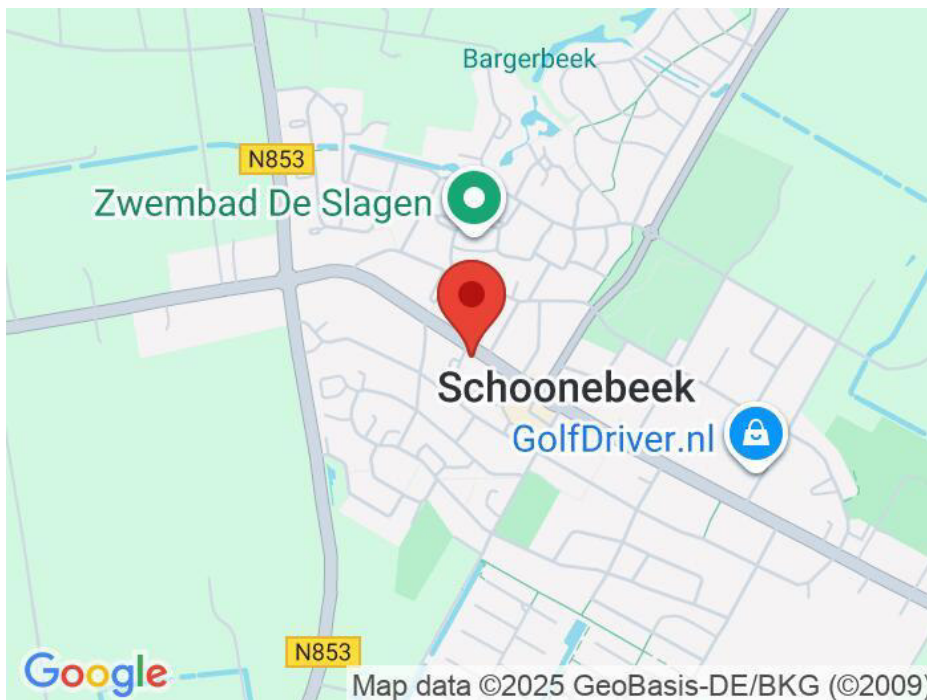 Bargerbeek
N853
Zwembad De Slagen
Schoonebeek
GolfDriver.nl
N853
Google
Map data ©2025 GeoBasis-DE/BKG (©2009)